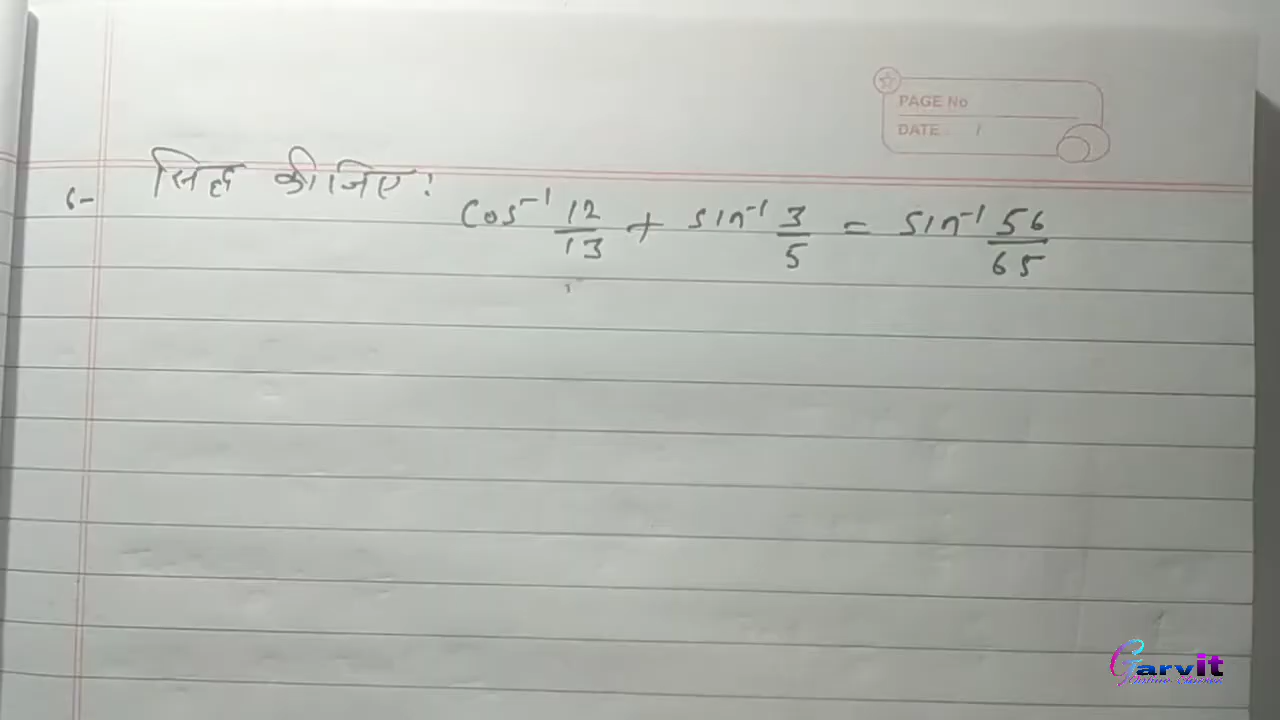 PAGE No
DATE /
6- सिद्ध कीजिए: cos⁻¹ 12/13 + sin⁻¹ 3/5 = sin⁻¹ 56/65
Garvit